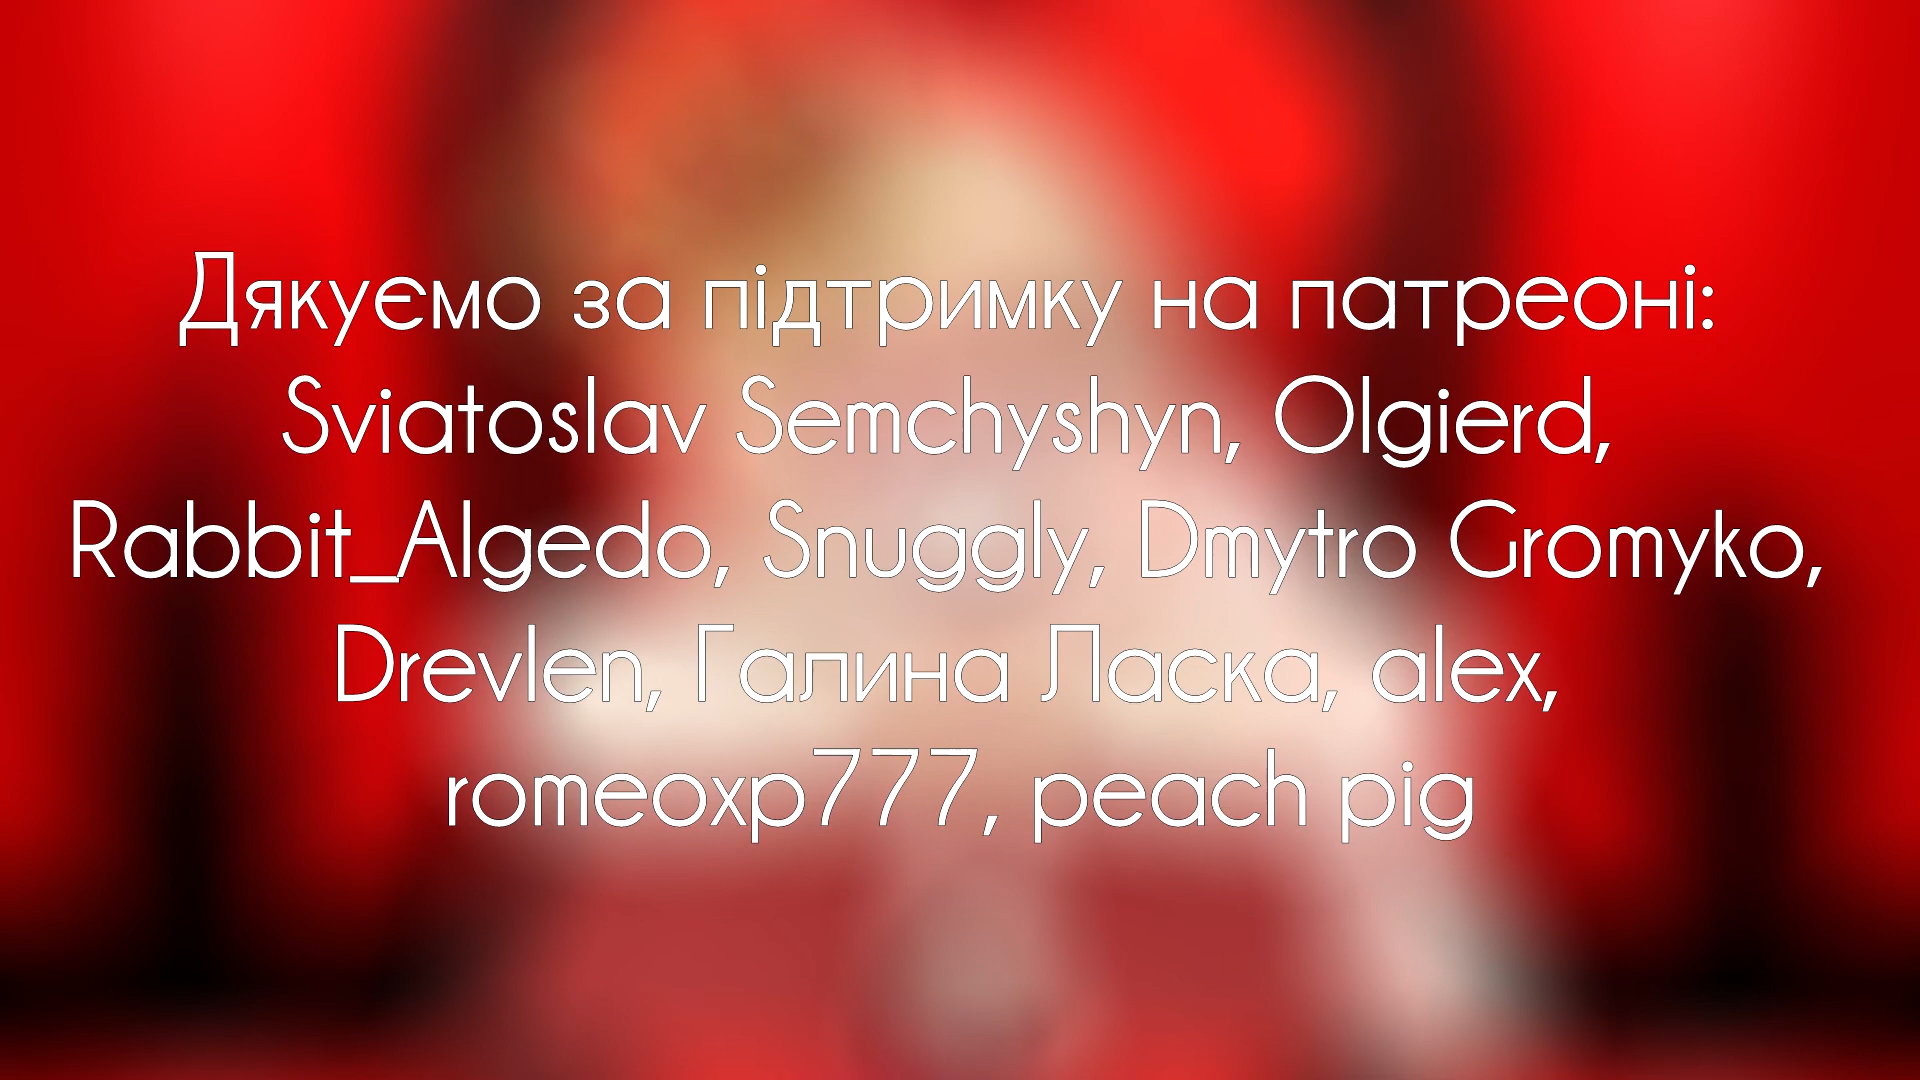 Дякуємо за підтримку на патреоні:
Sviatoslav Semchyshyn, Olgierd,
Rabbit_Algedo, Snuggly, Dmytro Gromyko,
Drevlen, Галина Ласка, alex,
romeoxp777, peach pig